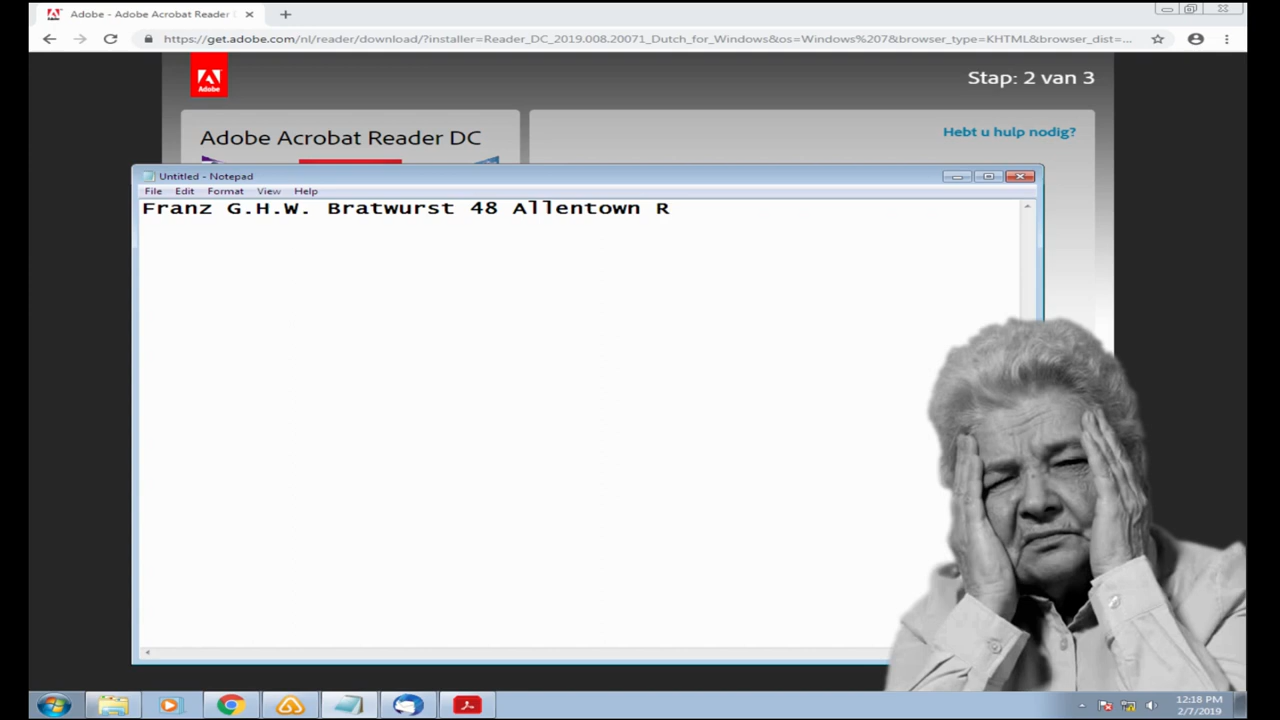 Adobe - Adobe Acrobat Reader
https://get.adobe.com/nl/reader/download/?installer=Reader_DC_2019.008.20071_Dutch_for_Windows&os=Windows%207&browser_type=KHTML&browser_dist=...
Adobe
Stap: 2 van 3
Adobe Acrobat Reader DC
Hebt u hulp nodig?
Untitled - Notepad
File Edit Format View Help
Franz G.H.W. Bratwurst 48 Allentown R
12:18 PM
2/7/2019